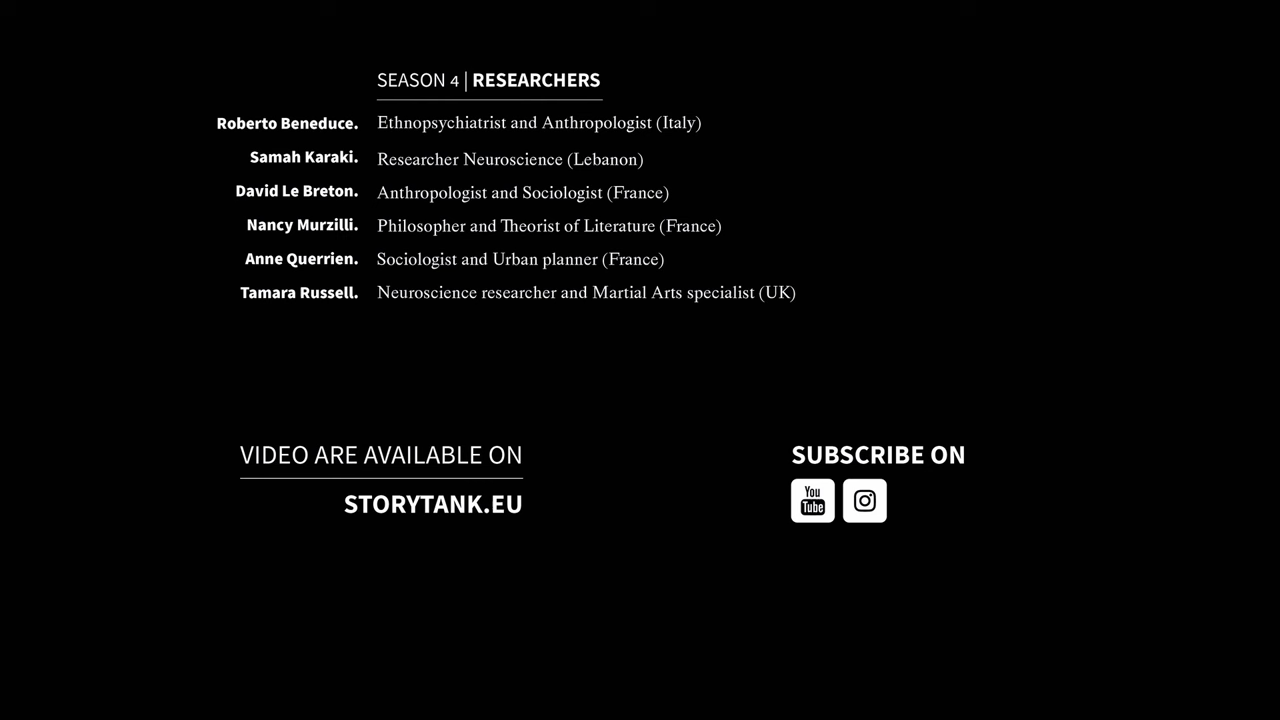 SEASON 4 | RESEARCHERS
Roberto Beneduce. Ethnopsychiatrist and Anthropologist (Italy)
Samah Karaki. Researcher Neuroscience (Lebanon)
David Le Breton. Anthropologist and Sociologist (France)
Nancy Murzilli. Philosopher and Theorist of Literature (France)
Anne Querrien. Sociologist and Urban planner (France)
Tamara Russell. Neuroscience researcher and Martial Arts specialist (UK)
VIDEO ARE AVAILABLE ON
STORYTANK.EU
SUBSCRIBE ON
You
Tube